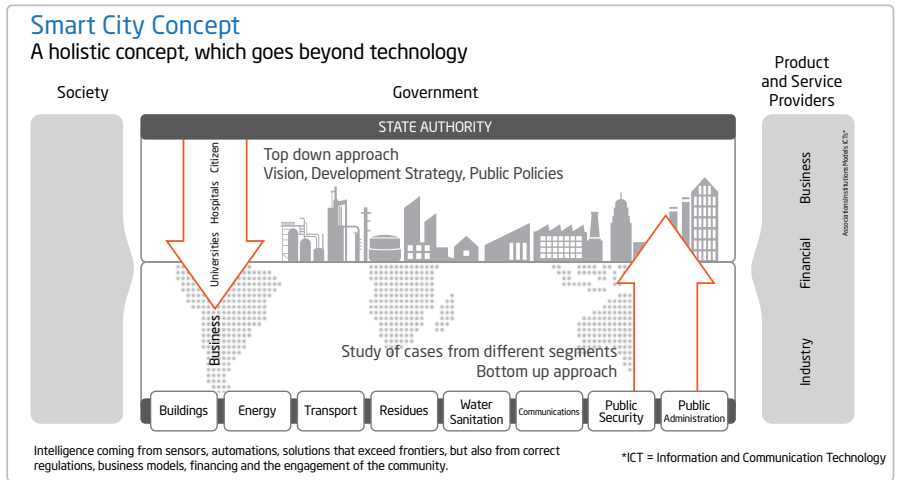 Smart City Concept
A holistic concept, which goes beyond technology
Society
Government
Product
and Service
Providers
STATE AUTHORITY
Top down approach
Vision, Development Strategy, Public Policies
Citizen
Hospitals
Universities
Business
Study of cases from different segments
Bottom up approach
Business
Financial
Industry
AssociationsInstitutionsModels ICTs*
Buildings
Energy
Transport
Residues
Water
Sanitation
Communications
Public
Security
Public
Administration
Intelligence coming from sensors, automations, solutions that exceed frontiers, but also from correct
regulations, business models, financing and the engagement of the community.
*ICT = Information and Communication Technology